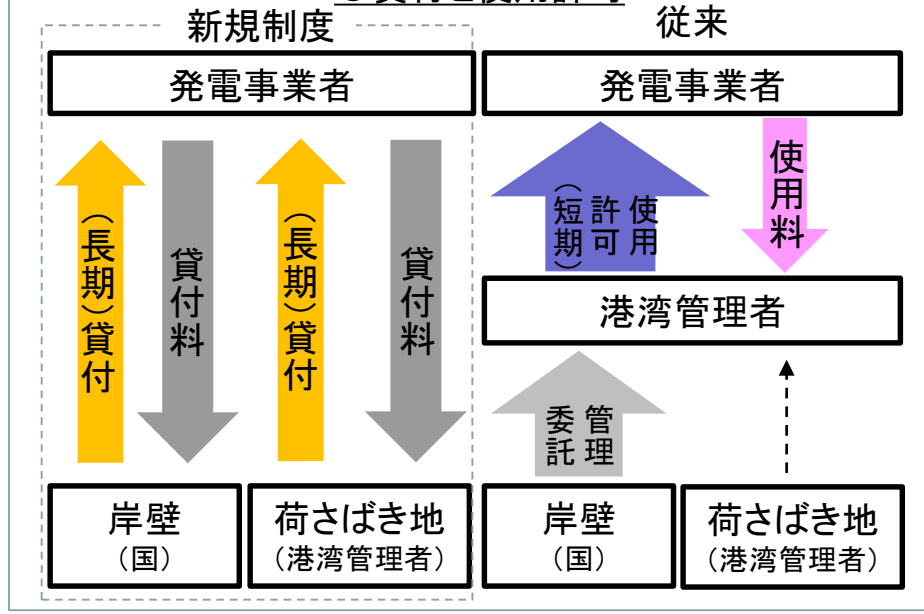 新規制度
発電事業者
(長期)貸付
貸付料
(長期)貸付
貸付料
岸壁
(国)
荷さばき地
(港湾管理者)
従来
発電事業者
使用
許可
(短期)
使用料
港湾管理者
管理
委託
岸壁
(国)
荷さばき地
(港湾管理者)